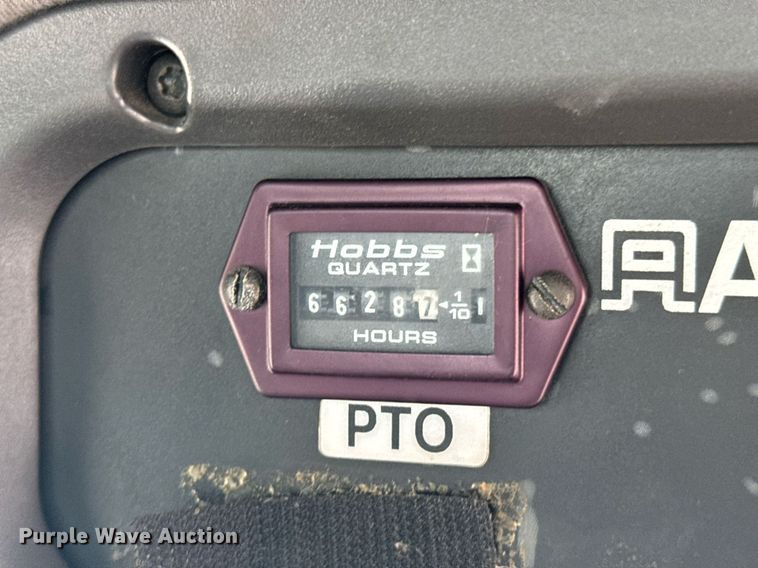 Hobbs
QUARTZ
6 6 2 8 7 1/10
HOURS
PTO
Purple Wave Auction